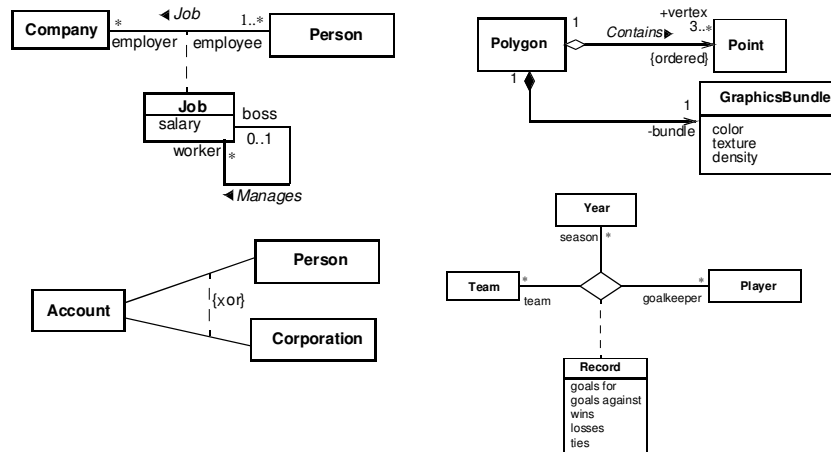 ◄ Job
Company
*
1..*
Person
employer
employee
Job
salary
boss
0..1
worker
*
◄ Manages
Polygon
1
Contains►
+vertex
3..*
Point
{ordered}
1
1
-bundle
GraphicsBundle
color
texture
density
Account
Person
{xor}
Corporation
Year
season
*
Team
*
team
*
goalkeeper
Player
Record
goals for
goals against
wins
losses
ties